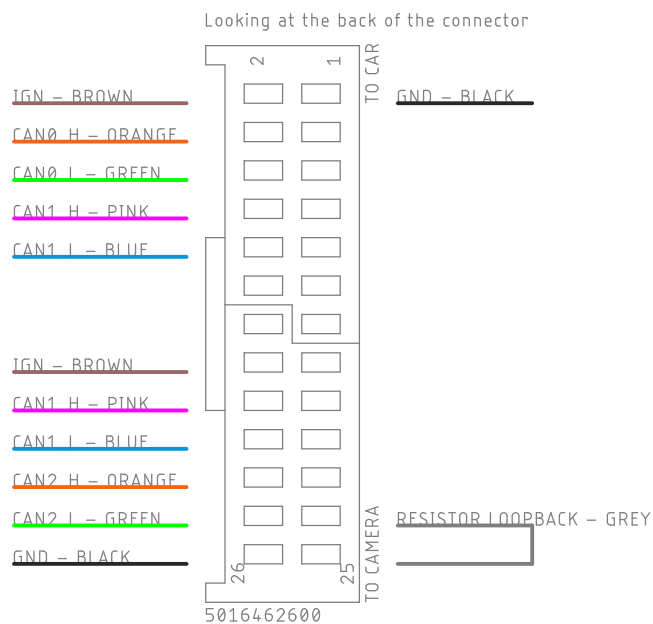 Looking at the back of the connector
2 1
TO CAR
IGN - BROWN
GND - BLACK
CAN0 H - ORANGE
CAN0 L - GREEN
CAN1 H - PINK
CAN1 L - BLUE
IGN - BROWN
CAN1 H - PINK
CAN1 L - BLUE
CAN2 H - ORANGE
CAN2 L - GREEN
RESISTOR LOOPBACK - GREY
GND - BLACK
TO CAMERA
26 25
5016462600